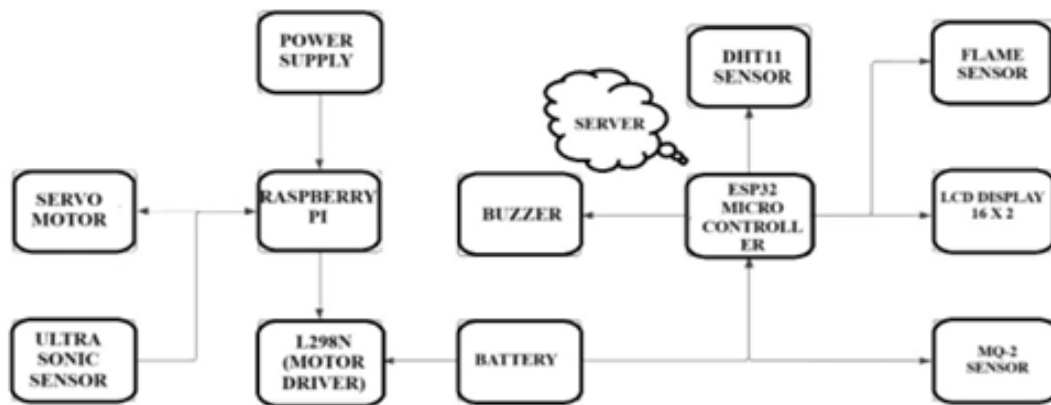 POWER
SUPPLY
DHT11
SENSOR
FLAME
SENSOR
SERVER
SERVO
MOTOR
RASPBERRY
PI
BUZZER
ESP32
MICRO
CONTROLL
ER
LCD DISPLAY
16 X 2
ULTRA
SONIC
SENSOR
L298N
(MOTOR
DRIVER)
BATTERY
MQ-2
SENSOR